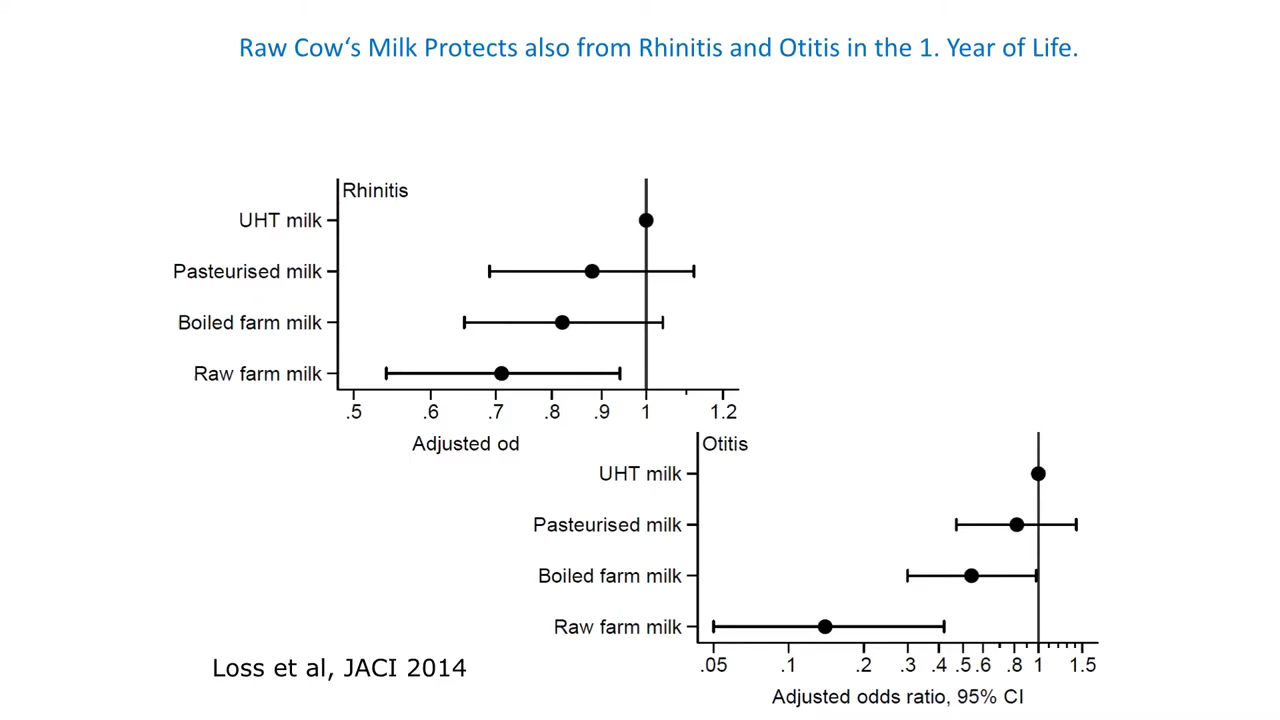 Raw Cow‘s Milk Protects also from Rhinitis and Otitis in the 1. Year of Life.
Rhinitis
UHT milk
Pasteurised milk
Boiled farm milk
Raw farm milk
.5 .6 .7 .8 .9 1 1.2
Adjusted od
Otitis
UHT milk
Pasteurised milk
Boiled farm milk
Raw farm milk
.05 .1 .2 .3 .4 .5 .6 .8 1 1.5
Adjusted odds ratio, 95% CI
Loss et al, JACI 2014